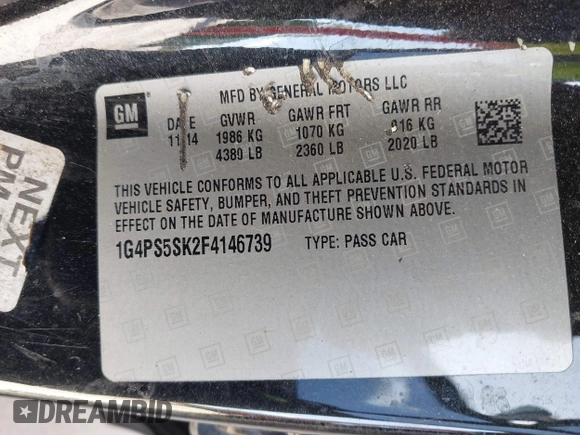 MFD BY GENERAL MOTORS LLC
GM
DATE GVWR GAWR FRT GAWR RR
11/14 1986 KG 1070 KG 916 KG
4380 LB 2360 LB 2020 LB
THIS VEHICLE CONFORMS TO ALL APPLICABLE U.S. FEDERAL MOTOR
VEHICLE SAFETY, BUMPER, AND THEFT PREVENTION STANDARDS IN
EFFECT ON THE DATE OF MANUFACTURE SHOWN ABOVE.
1G4PS5SK2F4146739 TYPE: PASS CAR
NEXT
DREAMBID